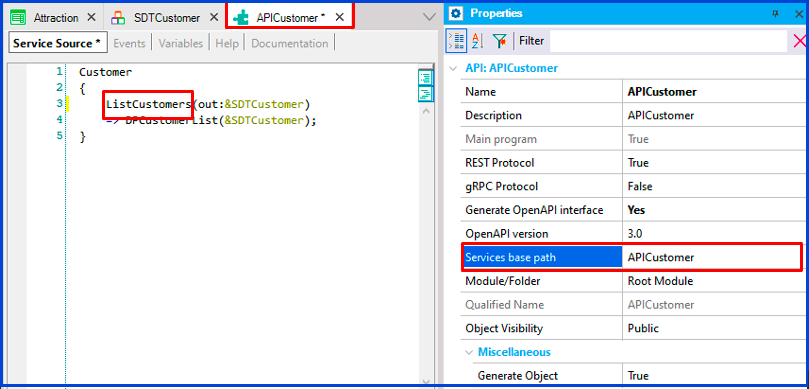 Attraction × SDTCustomer × APICustomer * ×
Service Source * Events Variables Help Documentation
1 Customer
2 {
3 ListCustomers(out:&SDTCustomer)
4 => DPCustomerList(&SDTCustomer);
5 }
Properties
Filter
API: APICustomer
Name APICustomer
Description APICustomer
Main program True
REST Protocol True
gRPC Protocol False
Generate OpenAPI interface Yes
OpenAPI version 3.0
Services base path APICustomer
Module/Folder Root Module
Qualified Name APICustomer
Object Visibility Public
Miscellaneous
Generate Object True